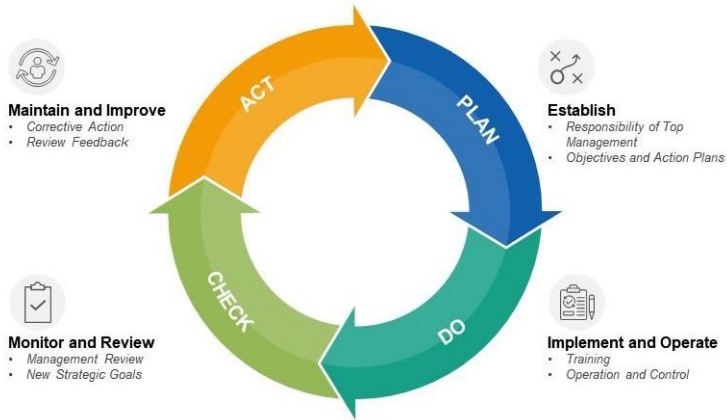 ACT
PLAN
DO
CHECK
Maintain and Improve
• Corrective Action
• Review Feedback
Establish
• Responsibility of Top
Management
• Objectives and Action Plans
Monitor and Review
• Management Review
• New Strategic Goals
Implement and Operate
• Training
• Operation and Control